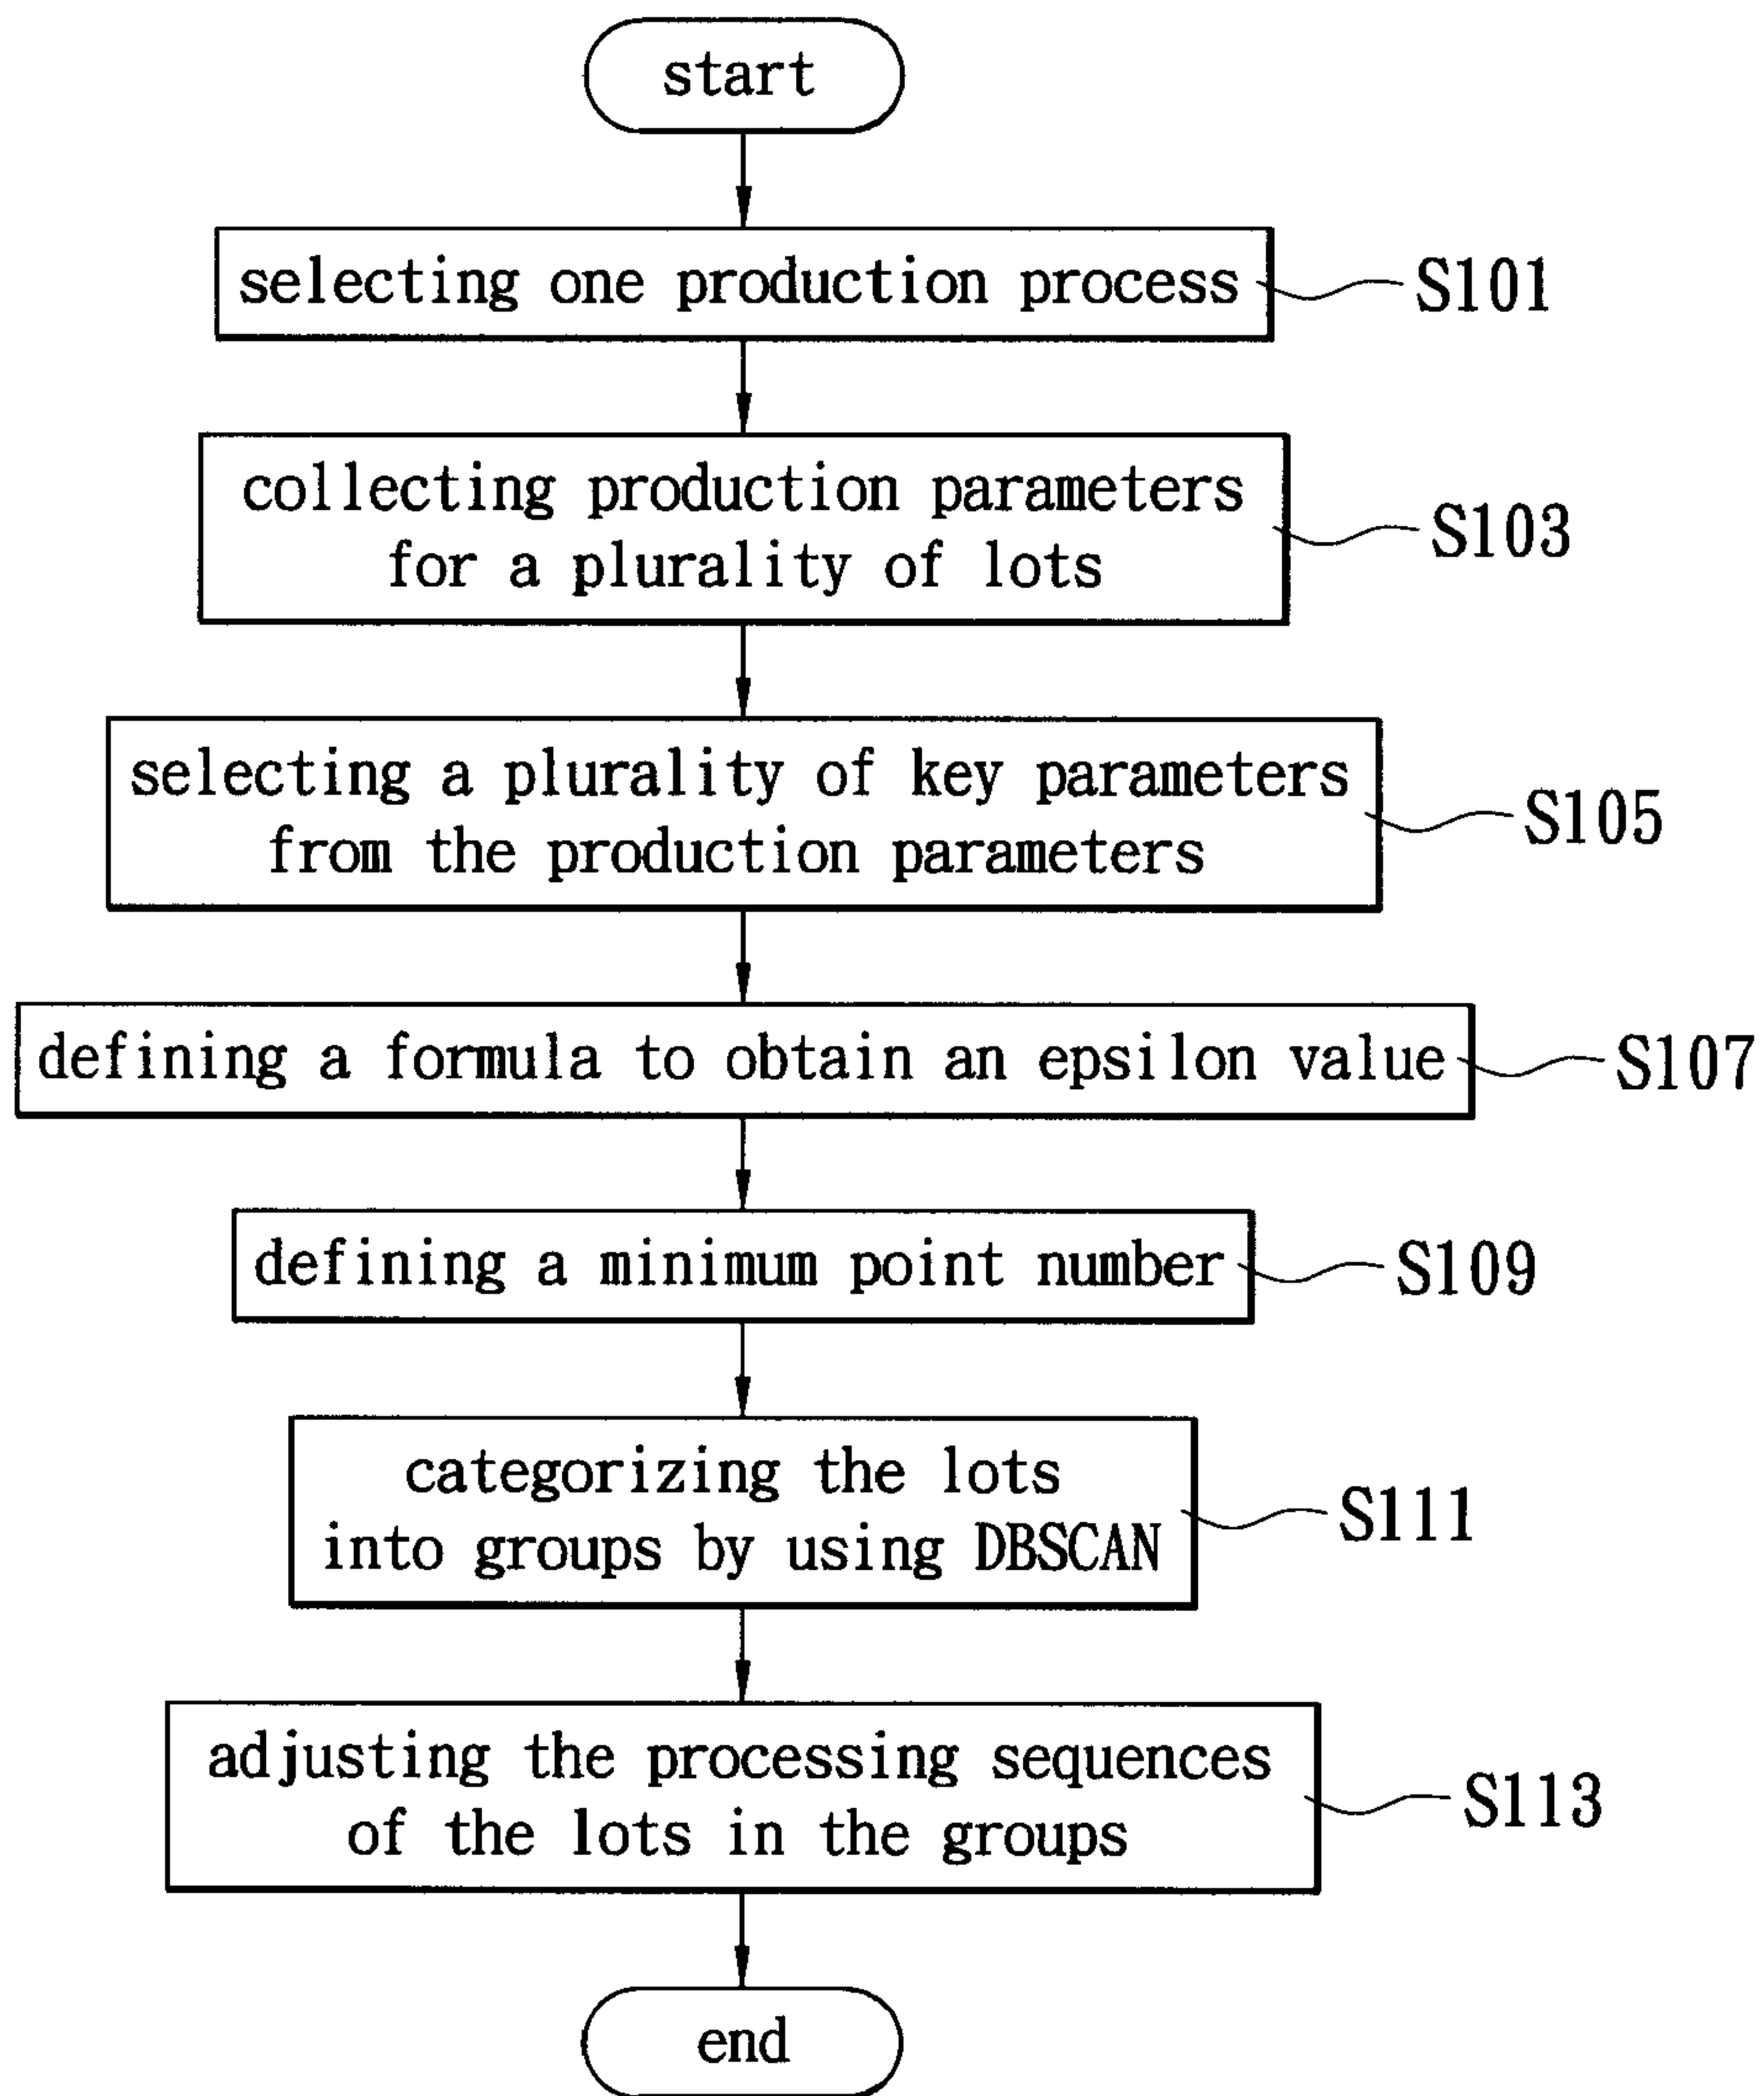 start
selecting one production process
S101
collecting production parameters
for a plurality of lots
S103
selecting a plurality of key parameters
from the production parameters
S105
defining a formula to obtain an epsilon value
S107
defining a minimum point number
S109
categorizing the lots
into groups by using DBSCAN
S111
adjusting the processing sequences
of the lots in the groups
S113
end